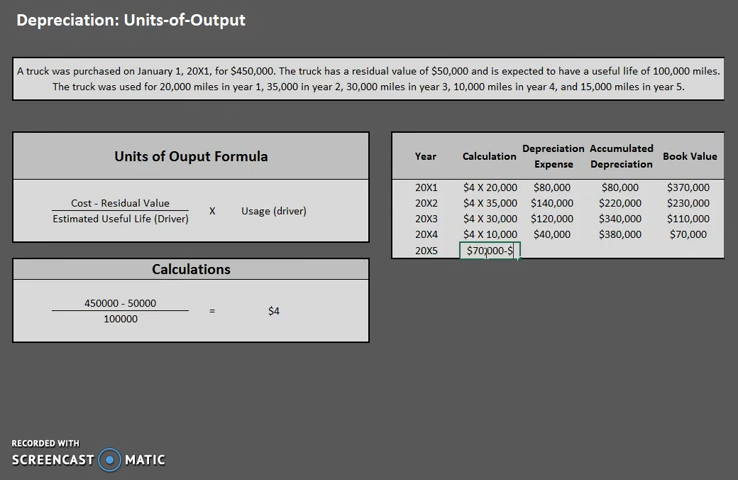 Depreciation: Units-of-Output
A truck was purchased on January 1, 20X1, for $450,000. The truck has a residual value of $50,000 and is expected to have a useful life of 100,000 miles.
The truck was used for 20,000 miles in year 1, 35,000 in year 2, 30,000 miles in year 3, 10,000 miles in year 4, and 15,000 miles in year 5.
Units of Ouput Formula
Cost - Residual Value
Estimated Useful Life (Driver)
X Usage (driver)
Calculations
450000 - 50000
100000
= $4
Year Calculation Depreciation Expense Accumulated Depreciation Book Value
20X1 $4 X 20,000 $80,000 $80,000 $370,000
20X2 $4 X 35,000 $140,000 $220,000 $230,000
20X3 $4 X 30,000 $120,000 $340,000 $110,000
20X4 $4 X 10,000 $40,000 $380,000 $70,000
20X5 $70,000-$
RECORDED WITH
SCREENCAST MATIC